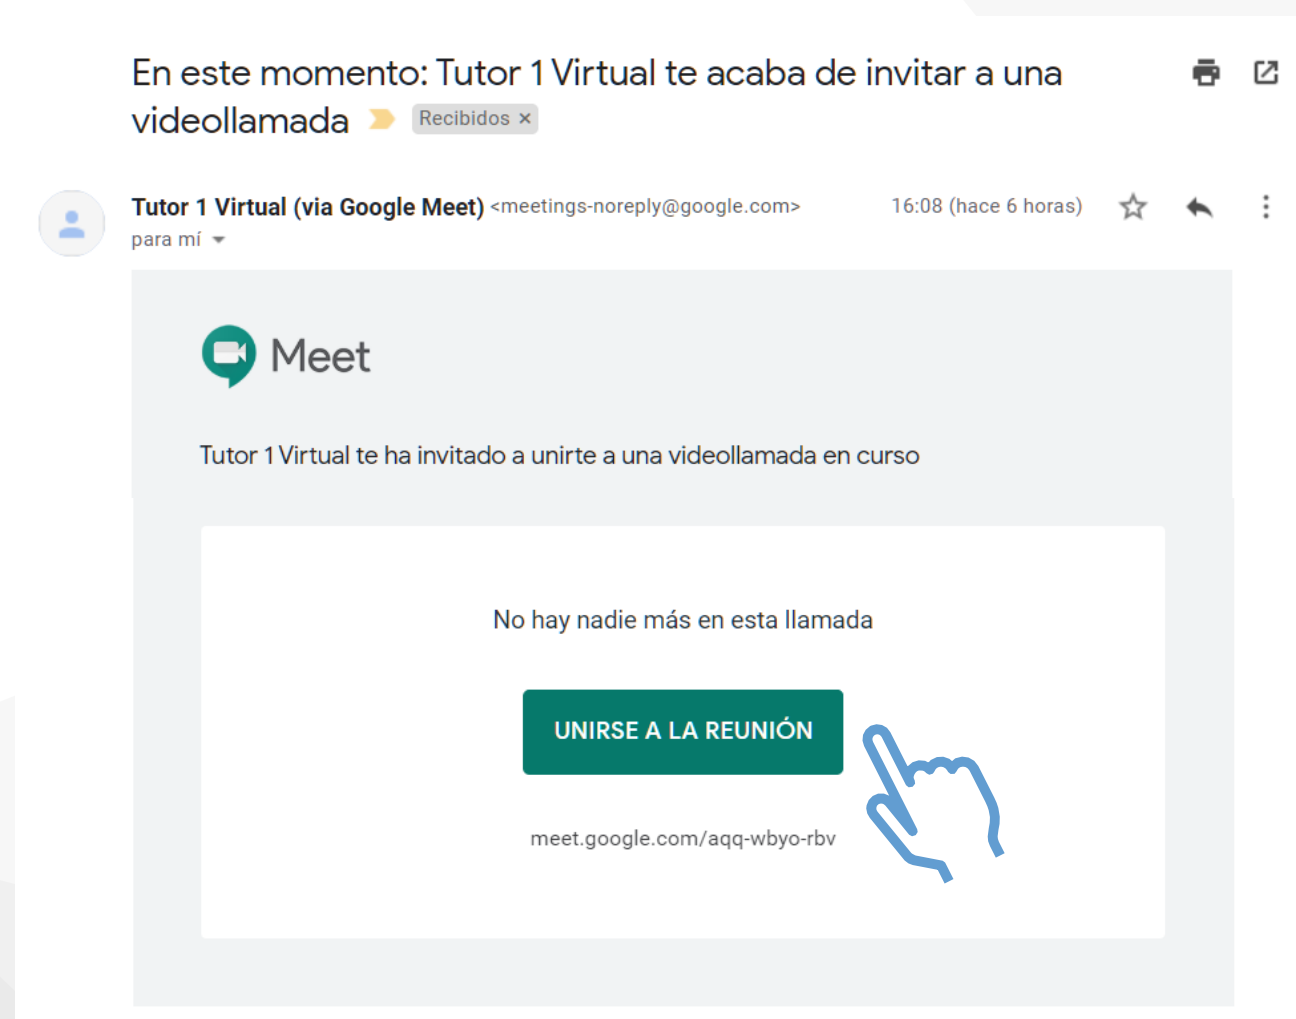 En este momento: Tutor 1 Virtual te acaba de invitar a una
videollamada Recibidos ×
Tutor 1 Virtual (via Google Meet) <meetings-noreply@google.com> 16:08 (hace 6 horas)
para mí
Meet
Tutor 1 Virtual te ha invitado a unirte a una videollamada en curso
No hay nadie más en esta llamada
UNIRSE A LA REUNIÓN
meet.google.com/aqq-wbyo-rbv